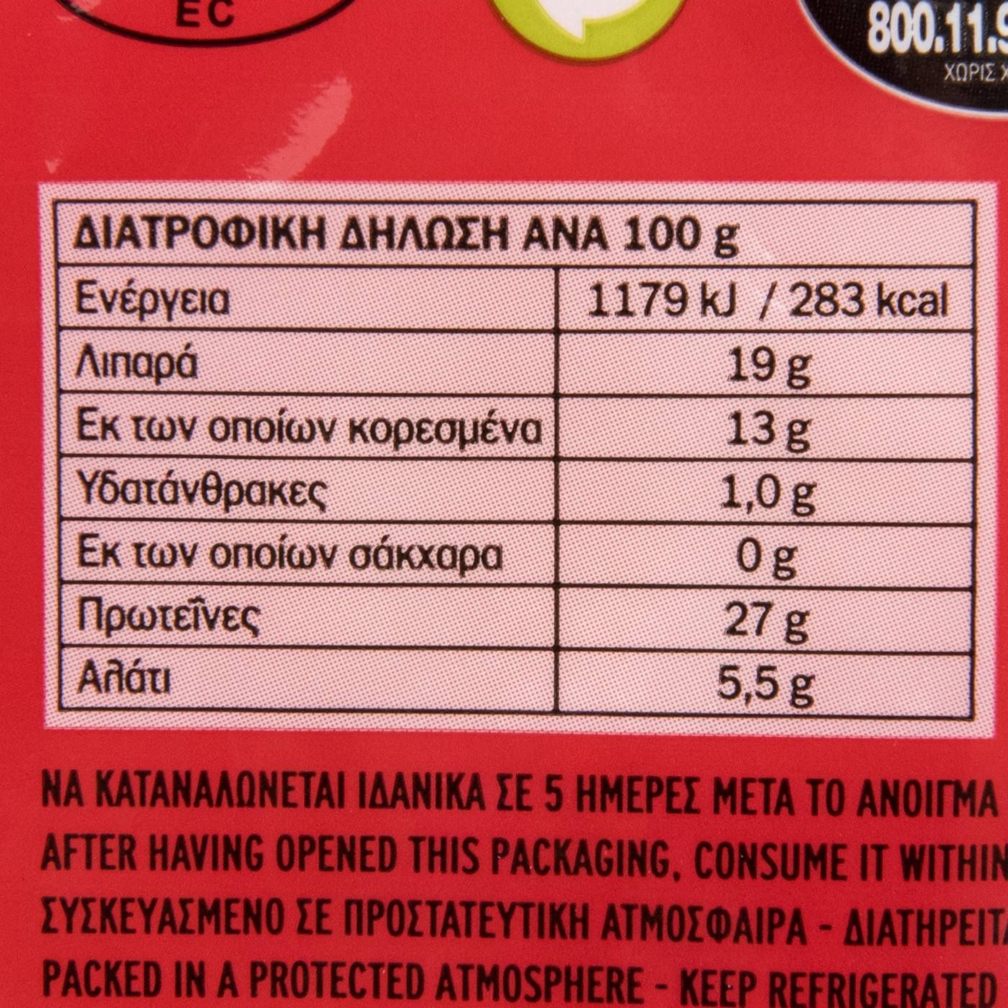 EC
800.11.9
ΧΩΡΙΣ Χ
ΔΙΑΤΡΟΦΙΚΗ ΔΗΛΩΣΗ ΑΝΑ 100 g
Ενέργεια 1179 kJ / 283 kcal
Λιπαρά 19 g
Εκ των οποίων κορεσμένα 13 g
Υδατάνθρακες 1,0 g
Εκ των οποίων σάκχαρα 0 g
Πρωτεΐνες 27 g
Αλάτι 5,5 g
ΝΑ ΚΑΤΑΝΑΛΩΝΕΤΑΙ ΙΔΑΝΙΚΑ ΣΕ 5 ΗΜΕΡΕΣ ΜΕΤΑ ΤΟ ΑΝΟΙΓΜΑ
AFTER HAVING OPENED THIS PACKAGING, CONSUME IT WITHIN
ΣΥΣΚΕΥΑΣΜΕΝΟ ΣΕ ΠΡΟΣΤΑΤΕΥΤΙΚΗ ΑΤΜΟΣΦΑΙΡΑ - ΔΙΑΤΗΡΕΙΤΑ
PACKED IN A PROTECTED ATMOSPHERE - KEEP REFRIGERATED